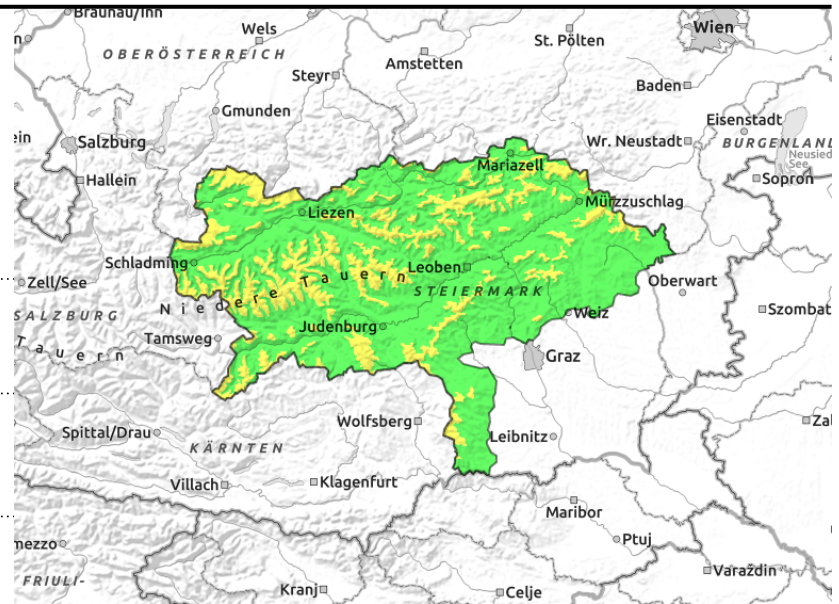 Braunau/Inn
Wels
Wien
St. Pölten
OBERÖSTERREICH
Amstetten
Steyr
Baden
Gmunden
Eisenstadt
Salzburg
Wr. Neustadt
BURGENLAND
Neusied
See
Mariazell
Hallein
Sopron
Mürzzuschlag
Liezen
Schladming
Leoben
Zell/See
Niedere Tauern
STEIERMARK
Oberwart
SALZBURG
Szombat
Weiz
Judenburg
Tamsweg
Tauern
Graz
Wolfsberg
Spittal/Drau
Leibnitz
KÄRNTEN
Villach
Klagenfurt
Maribor
Ptuj
mezzo
Varaždin
FRIULI-
Kranj
Celje